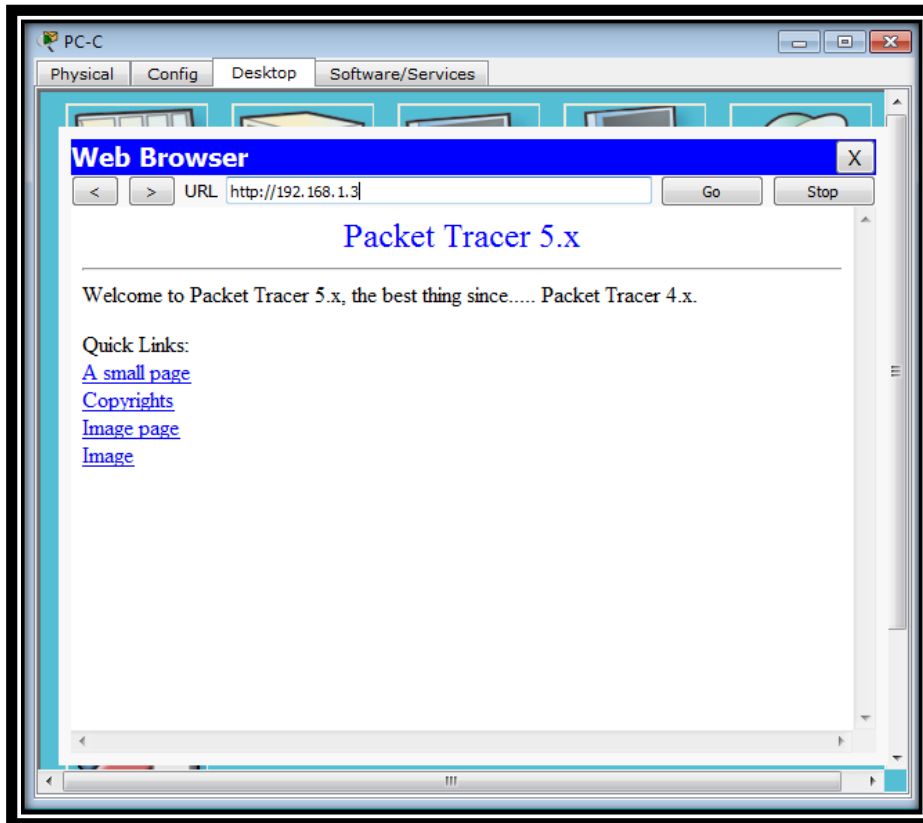 PC-C
Physical Config Desktop Software/Services
Web Browser X
< > URL http://192.168.1.3 Go Stop
Packet Tracer 5.x
Welcome to Packet Tracer 5.x, the best thing since..... Packet Tracer 4.x.
Quick Links:
A small page
Copyrights
Image page
Image